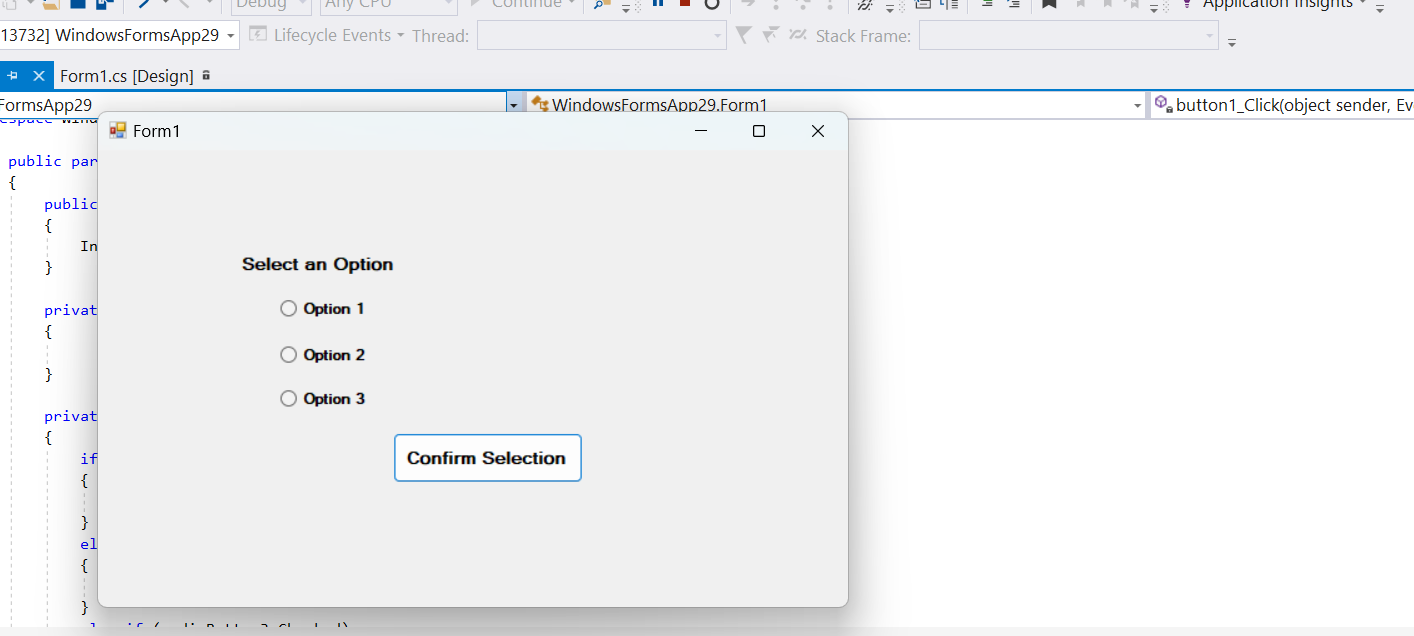 Debug Any CPU Continue Application Insights
13732] WindowsFormsApp29 Lifecycle Events Thread: Stack Frame:
Form1.cs [Design]
FormsApp29 WindowsFormsApp29.Form1 button1_Click(object sender, Ev
Form1
public par
{
public
{
In
}
Select an Option
Option 1
privat
{
Option 2
}
Option 3
privat
{
if
Confirm Selection
{
}
el
{
}